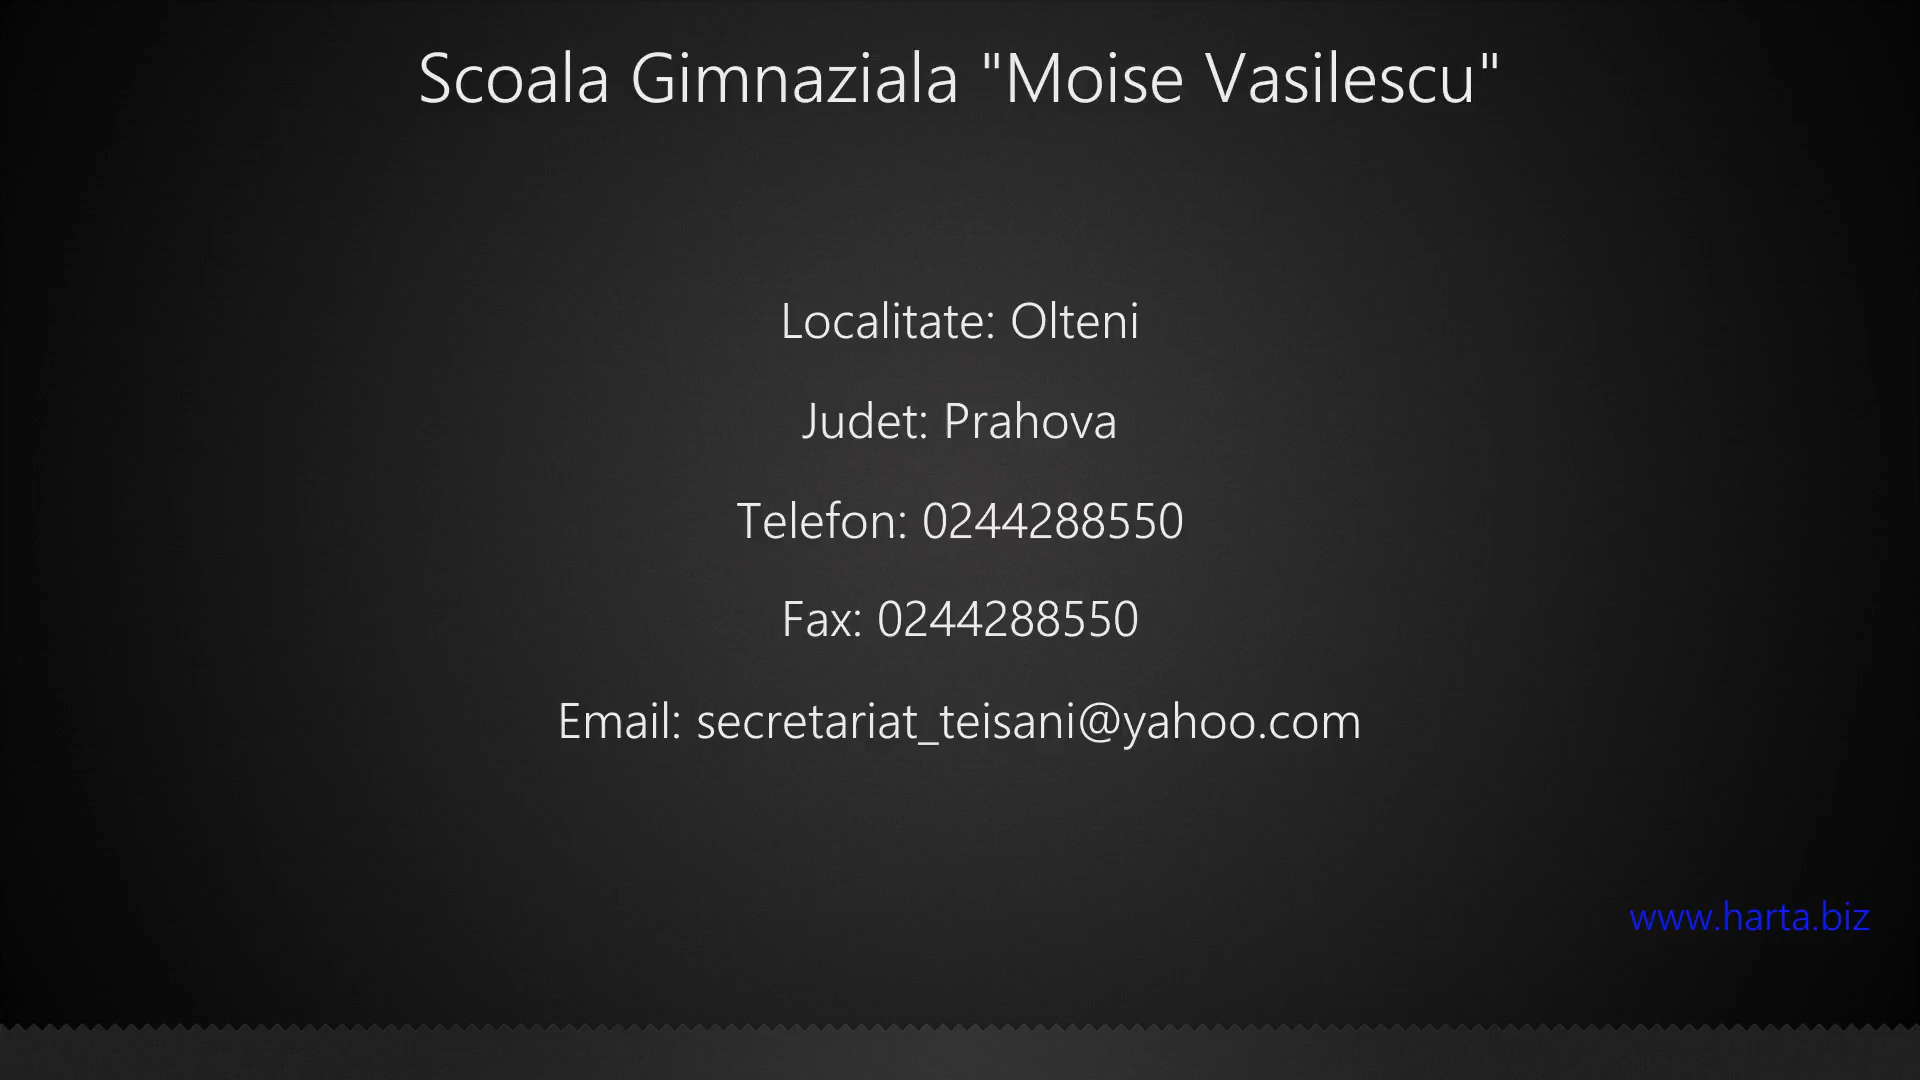 Scoala Gimnaziala "Moise Vasilescu"
Localitate: Olteni
Judet: Prahova
Telefon: 0244288550
Fax: 0244288550
Email: secretariat_teisani@yahoo.com
www.harta.biz